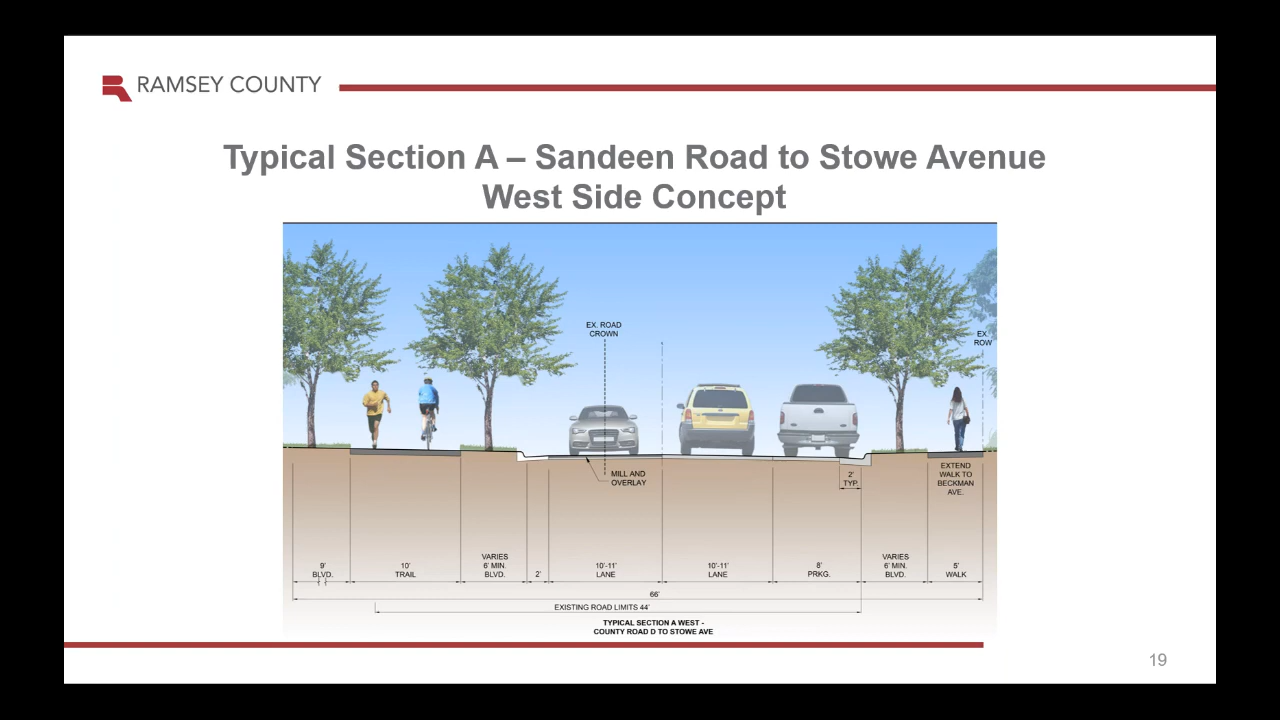 RAMSEY COUNTY
Typical Section A – Sandeen Road to Stowe Avenue
West Side Concept
EX. ROAD
CROWN
EX.
ROW
MILL AND
OVERLAY
2'
TYP.
EXTEND
WALK TO
BECKMAN
AVE.
9'
BLVD.
10'
TRAIL
VARIES
6' MIN.
BLVD.
2'
10'-11'
LANE
10'-11'
LANE
8'
PRKG.
VARIES
6' MIN.
BLVD.
5'
WALK
66'
EXISTING ROAD LIMITS 44'
TYPICAL SECTION A WEST -
COUNTY ROAD D TO STOWE AVE
19